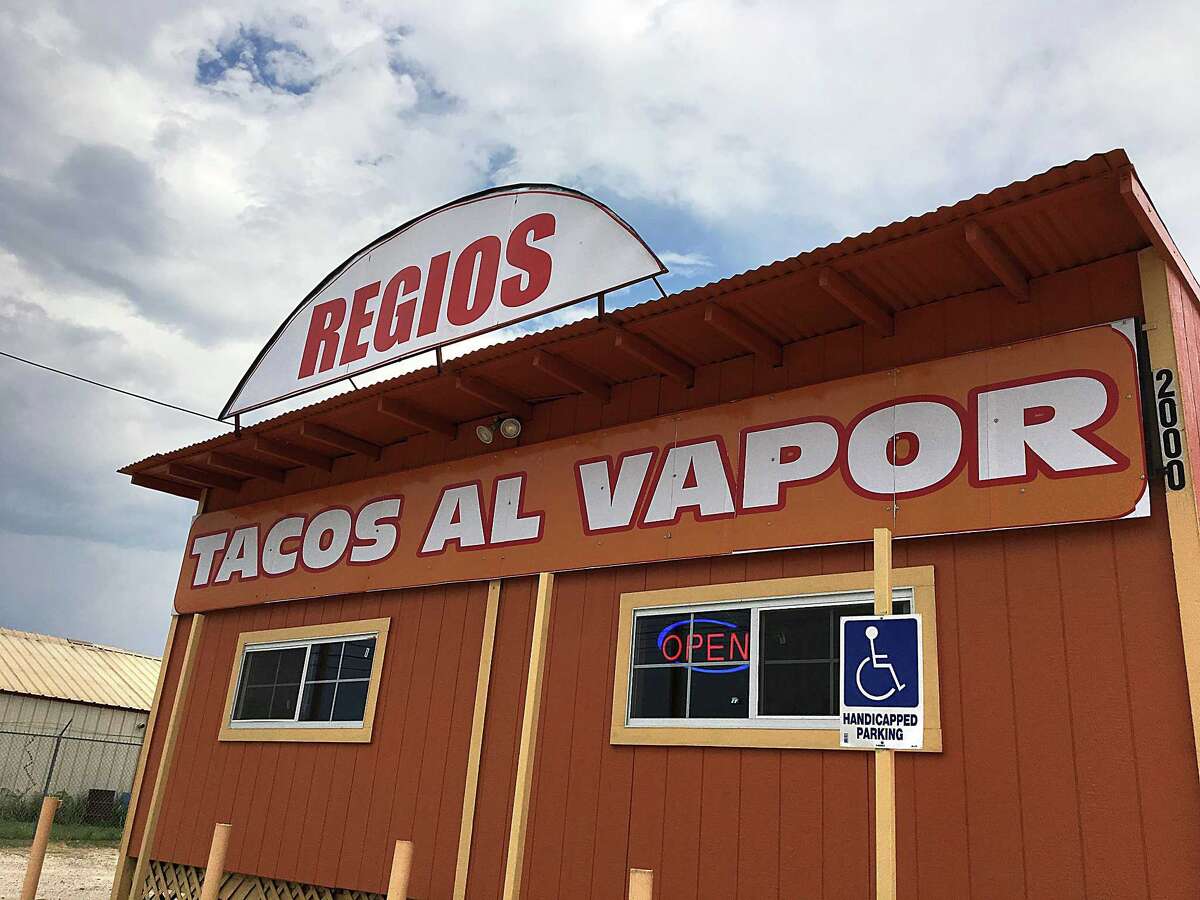 REGIOS
TACOS AL VAPOR
2000
OPEN
HANDICAPPED
PARKING